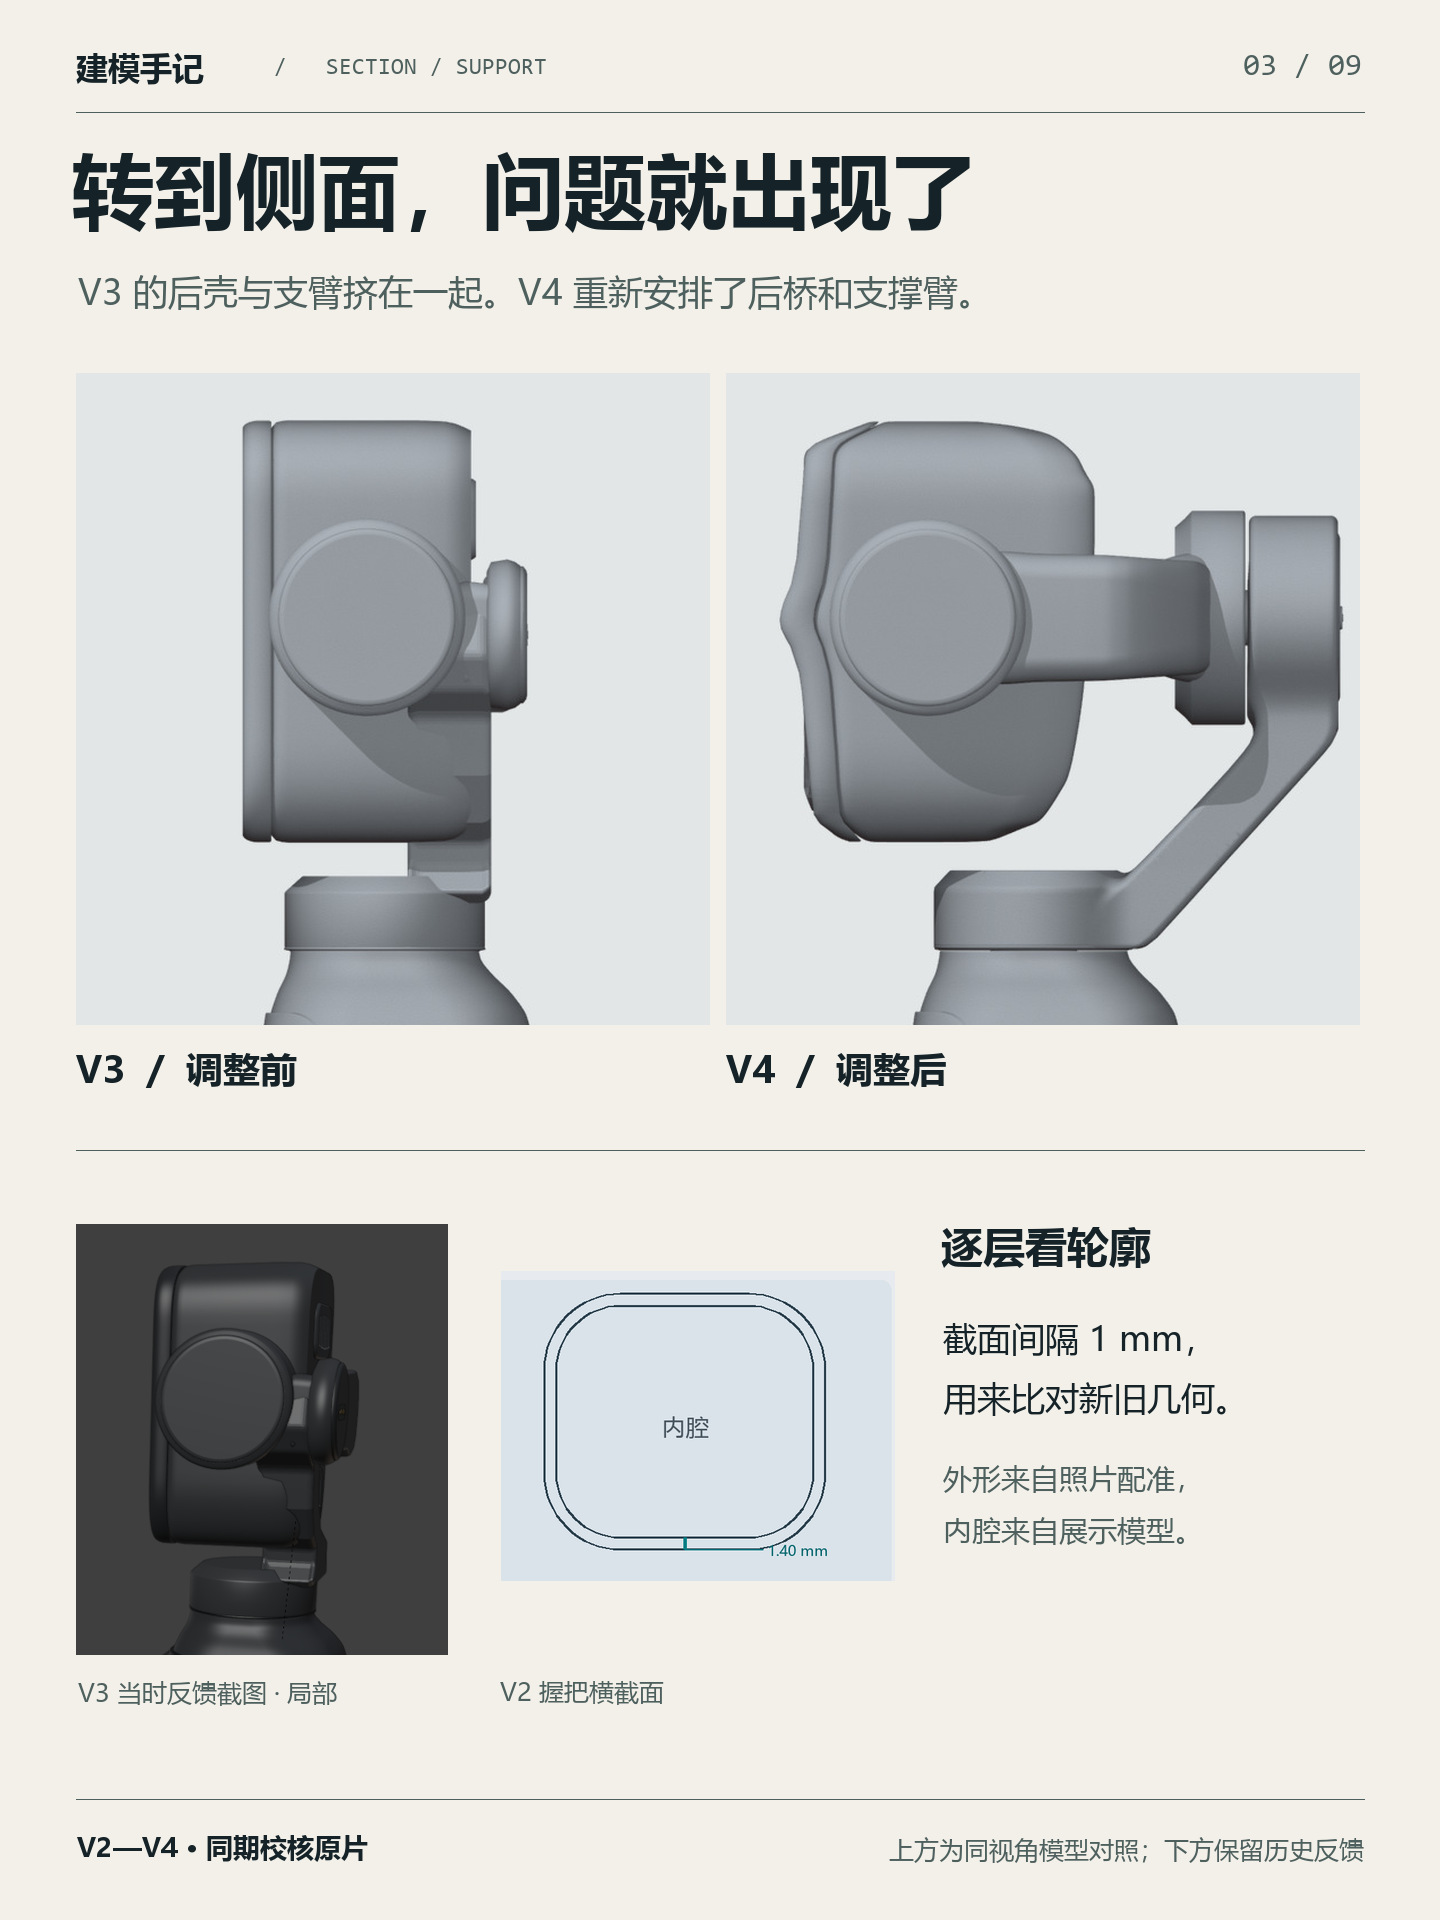 建模手记 / SECTION / SUPPORT 03 / 09
转到侧面，问题就出现了
V3 的后壳与支臂挤在一起。V4 重新安排了后桥和支撑臂。
V3 / 调整前
V4 / 调整后
内腔
1.40 mm
V3 当时反馈截图 · 局部
V2 握把横截面
逐层看轮廓
截面间隔 1 mm，
用来比对新旧几何。
外形来自照片配准，
内腔来自展示模型。
V2—V4 • 同期校核原片
上方为同视角模型对照；下方保留历史反馈